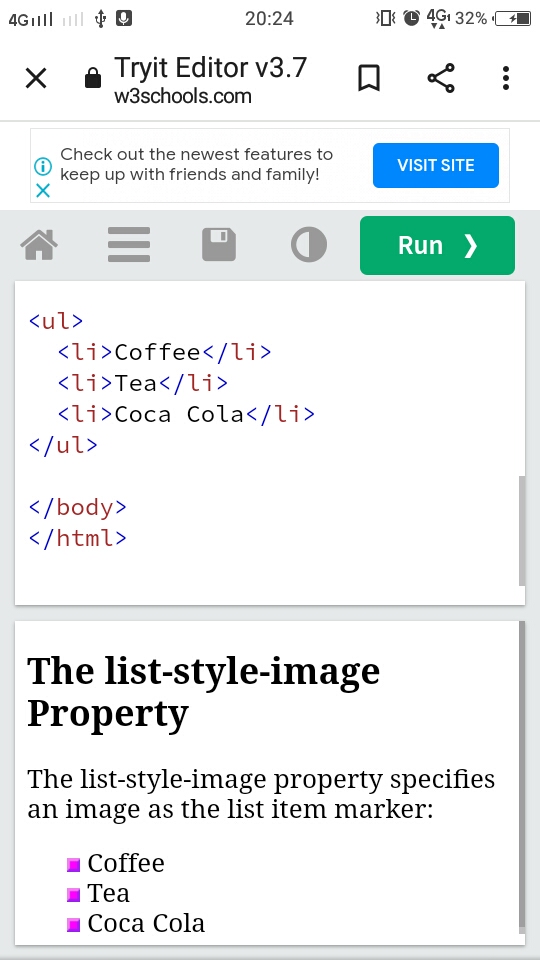 4G 20:24 4G 32%
Tryit Editor v3.7
w3schools.com
Check out the newest features to
keep up with friends and family!
VISIT SITE
Run ❯
<ul>
  <li>Coffee</li>
  <li>Tea</li>
  <li>Coca Cola</li>
</ul>
</body>
</html>
The list-style-image
Property
The list-style-image property specifies
an image as the list item marker:
Coffee
Tea
Coca Cola